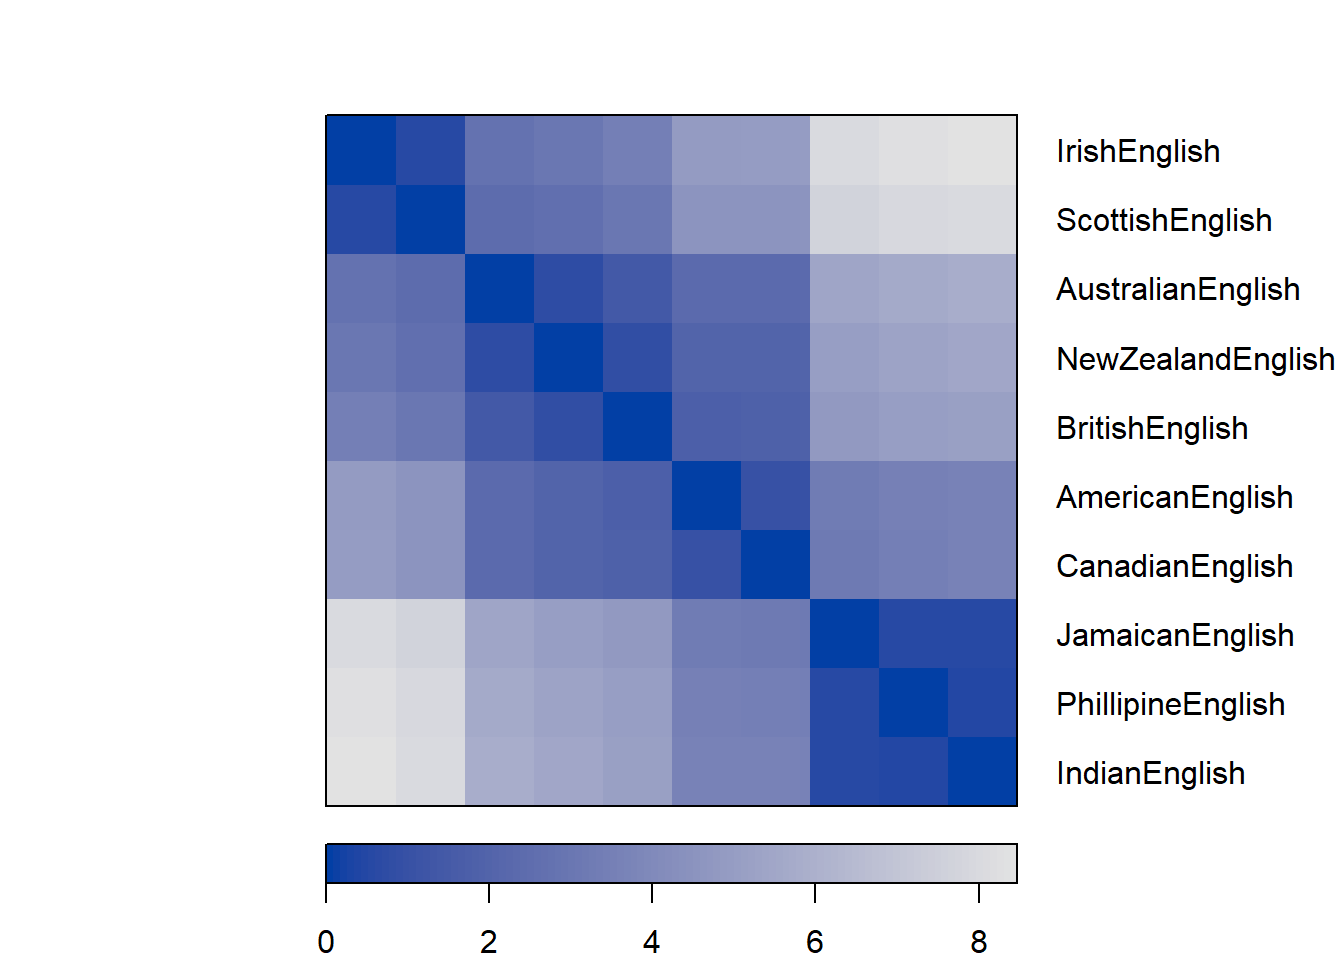 IrishEnglish
ScottishEnglish
AustralianEnglish
NewZealandEnglish
BritishEnglish
AmericanEnglish
CanadianEnglish
JamaicanEnglish
PhillipineEnglish
IndianEnglish
0 2 4 6 8